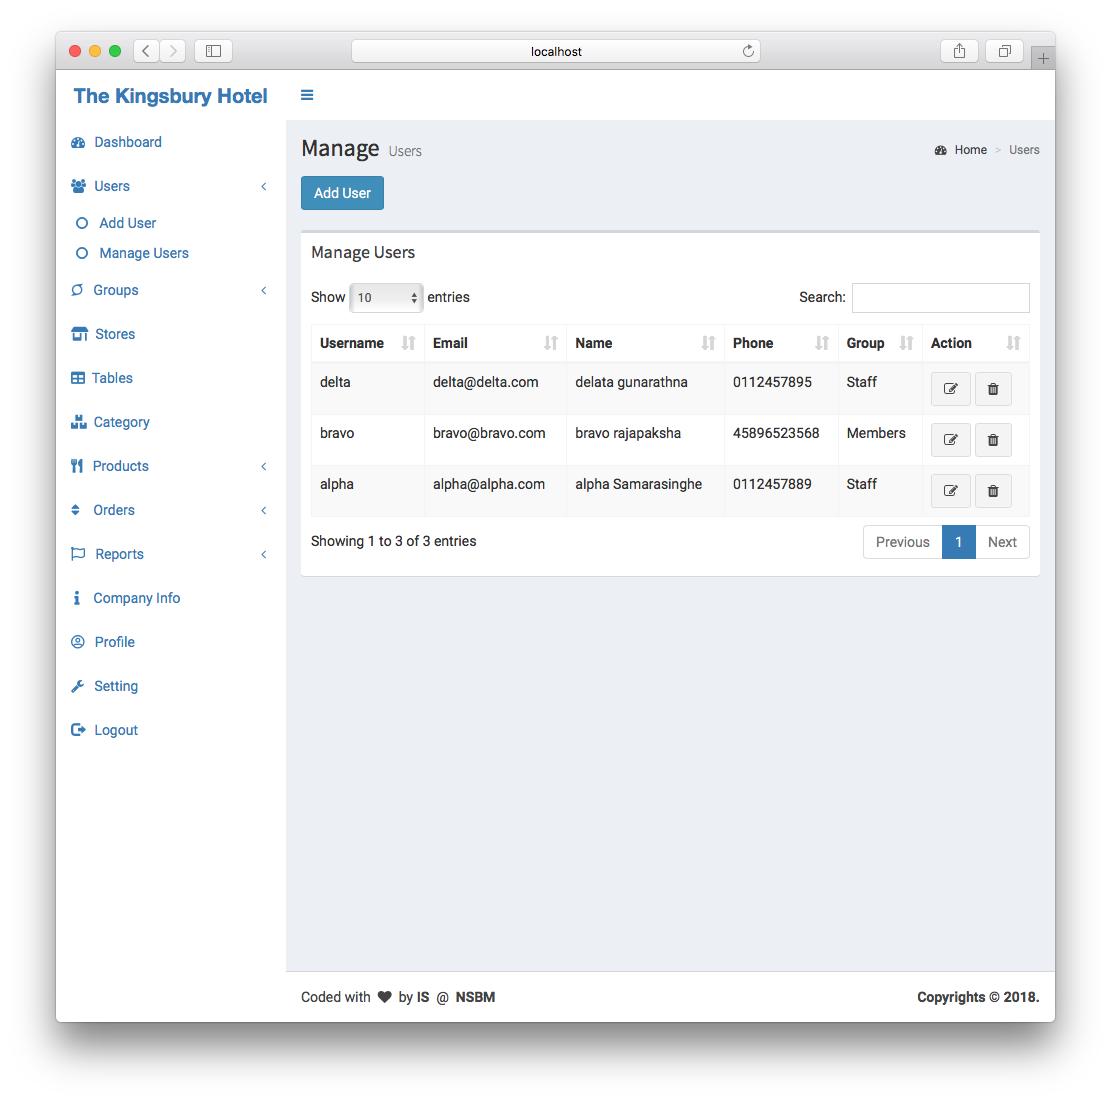 localhost
The Kingsbury Hotel
Dashboard
Users
Add User
Manage Users
Groups
Stores
Tables
Category
Products
Orders
Reports
Company Info
Profile
Setting
Logout
Manage Users
Home > Users
Add User
Manage Users
Show 10 entries
Search:
Username Email Name Phone Group Action
delta delta@delta.com delata gunarathna 0112457895 Staff
bravo bravo@bravo.com bravo rajapaksha 45896523568 Members
alpha alpha@alpha.com alpha Samarasinghe 0112457889 Staff
Showing 1 to 3 of 3 entries
Previous 1 Next
Coded with ♥ by IS @ NSBM
Copyrights © 2018.